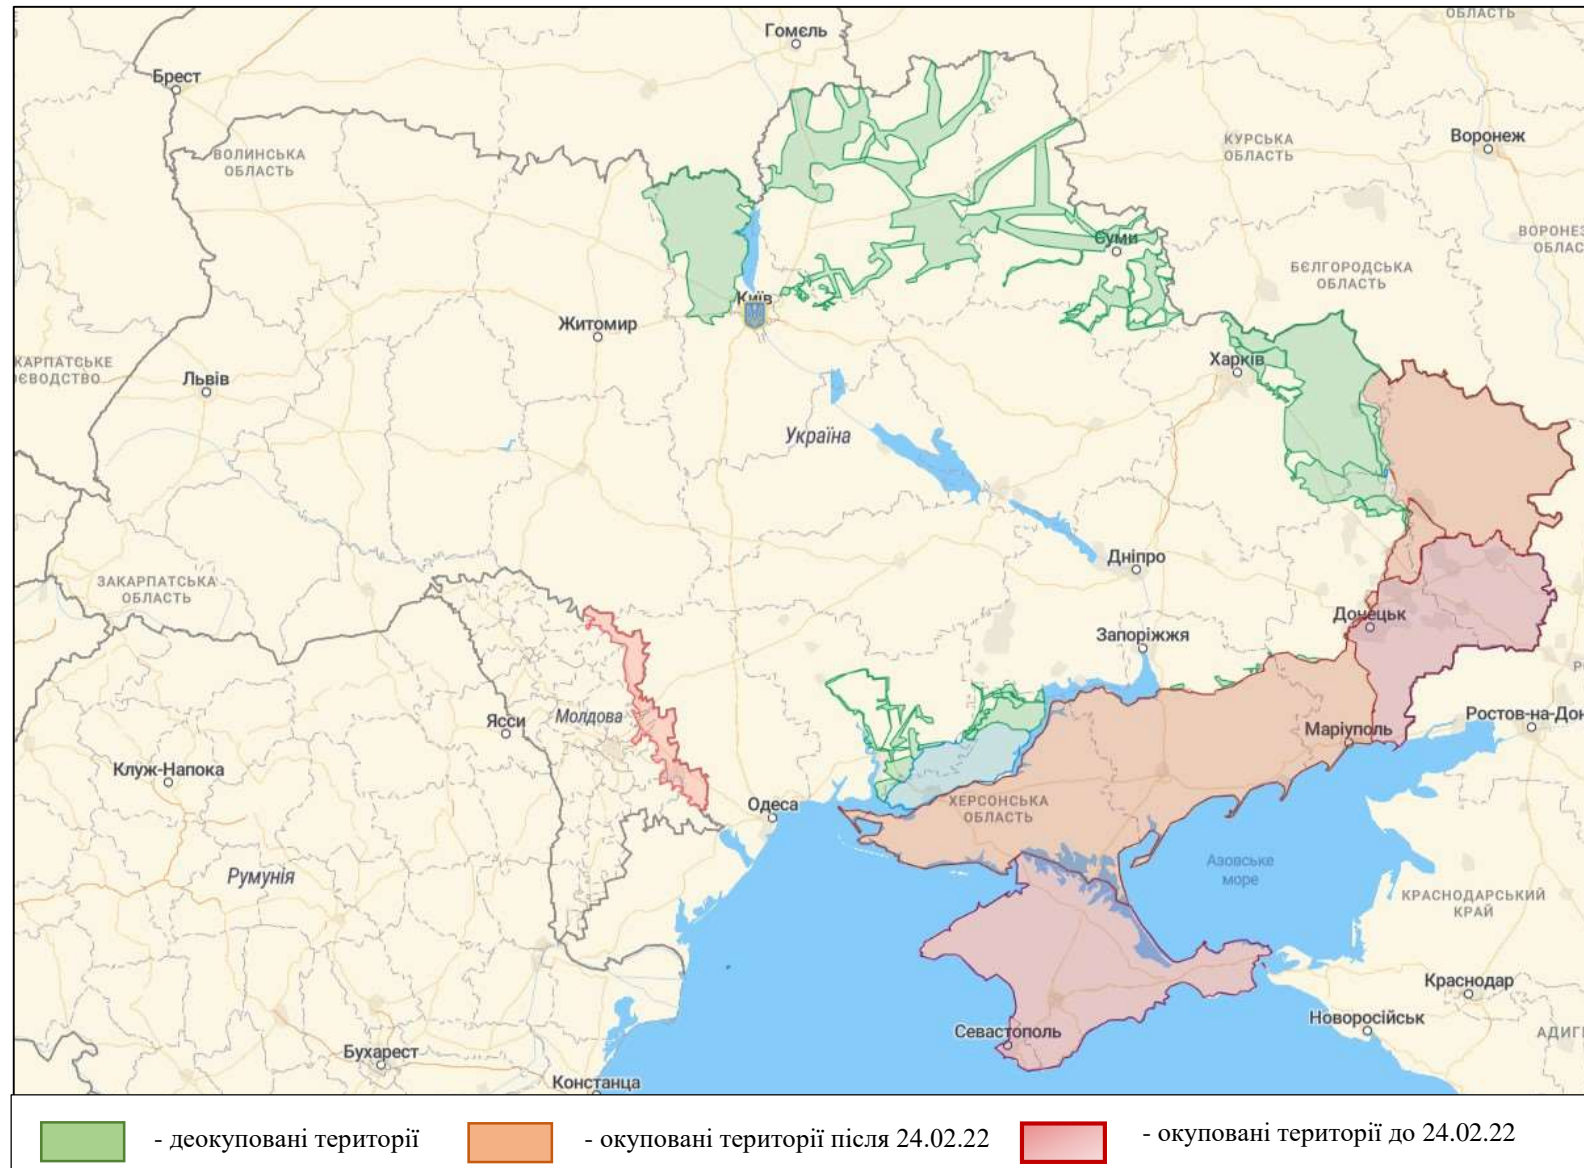 ОБЛАСТЬ
Гомєль
Брест
Воронеж
КУРСЬКА
ОБЛАСТЬ
ВОЛИНСЬКА
ОБЛАСТЬ
ВОРОНЕЗ
ОБЛАС
Суми
БЄЛГОРОДСЬКА
ОБЛАСТЬ
Київ
Житомир
Харків
КАРПАТСЬКЕ
ОЄВОДСТВО
Львів
Україна
Дніпро
ЗАКАРПАТСЬКА
ОБЛАСТЬ
Донецьк
Запоріжжя
Ясси
Молдова
Ростов-на-Дон
Маріуполь
Клуж-Напока
Одеса
ХЕРСОНСЬКА
ОБЛАСТЬ
Румунія
Азовське
море
КРАСНОДАРСЬКИЙ
КРАЙ
Краснодар
Новоросійськ
Севастополь
АДИГ
Бухарест
Констанца
- деокуповані території
- окуповані території після 24.02.22
- окуповані території до 24.02.22